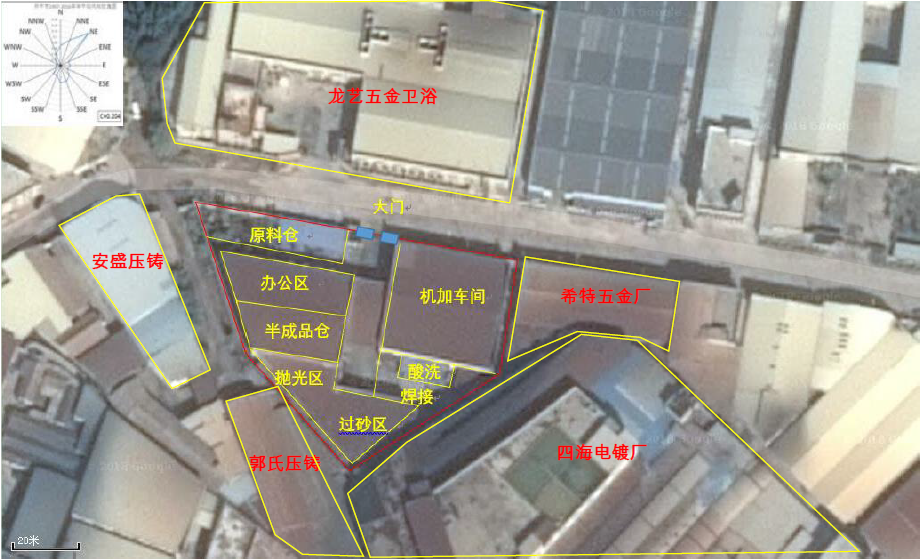 N
NNW
NNE
NW
NE
WNW
ENE
W
E
WSW
ESE
SW
SE
SSW
SSE
S
C=3.204
龙艺五金卫浴
大门
原料仓
安盛压铸
办公区
机加车间
希特五金厂
半成品仓
酸洗
抛光区
焊接
过砂区
四海电镀厂
郭氏压铸
20米